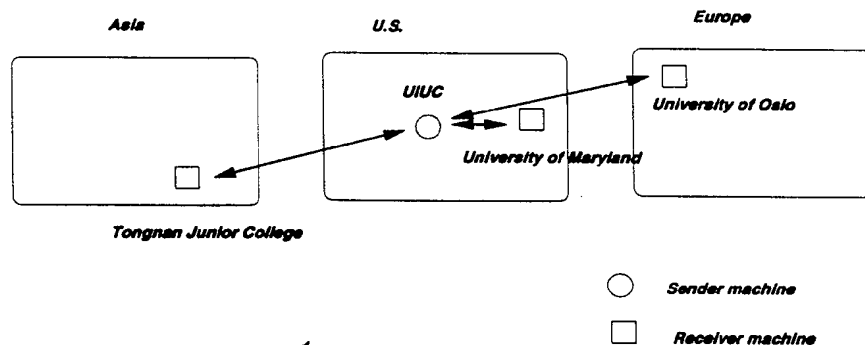 Asia
U.S.
Europe
UIUC
University of Oslo
University of Maryland
Tongnan Junior College
Sender machine
Receiver machine